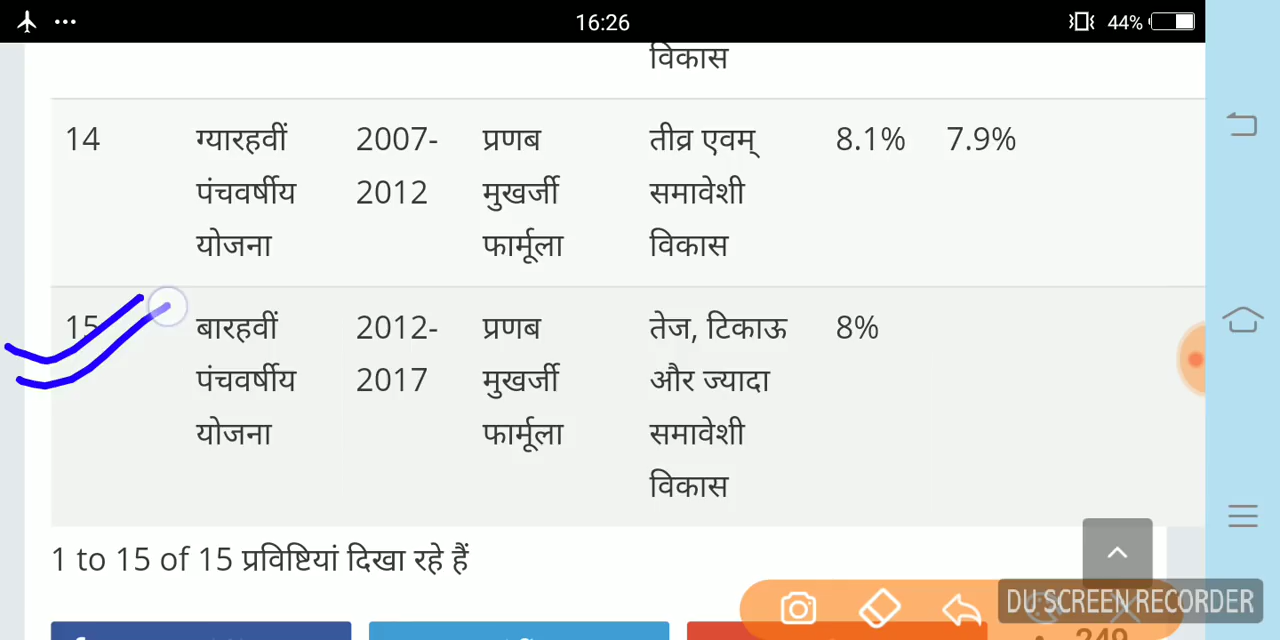 16:26
44%
विकास
14 ग्यारहवीं 2007- प्रणब तीव्र एवम् 8.1% 7.9%
पंचवर्षीय 2012 मुखर्जी समावेशी
योजना फार्मूला विकास
15 बारहवीं 2012- प्रणब तेज, टिकाऊ 8%
पंचवर्षीय 2017 मुखर्जी और ज्यादा
योजना फार्मूला समावेशी
विकास
1 to 15 of 15 प्रविष्टियां दिखा रहे हैं
DU SCREEN RECORDER
249